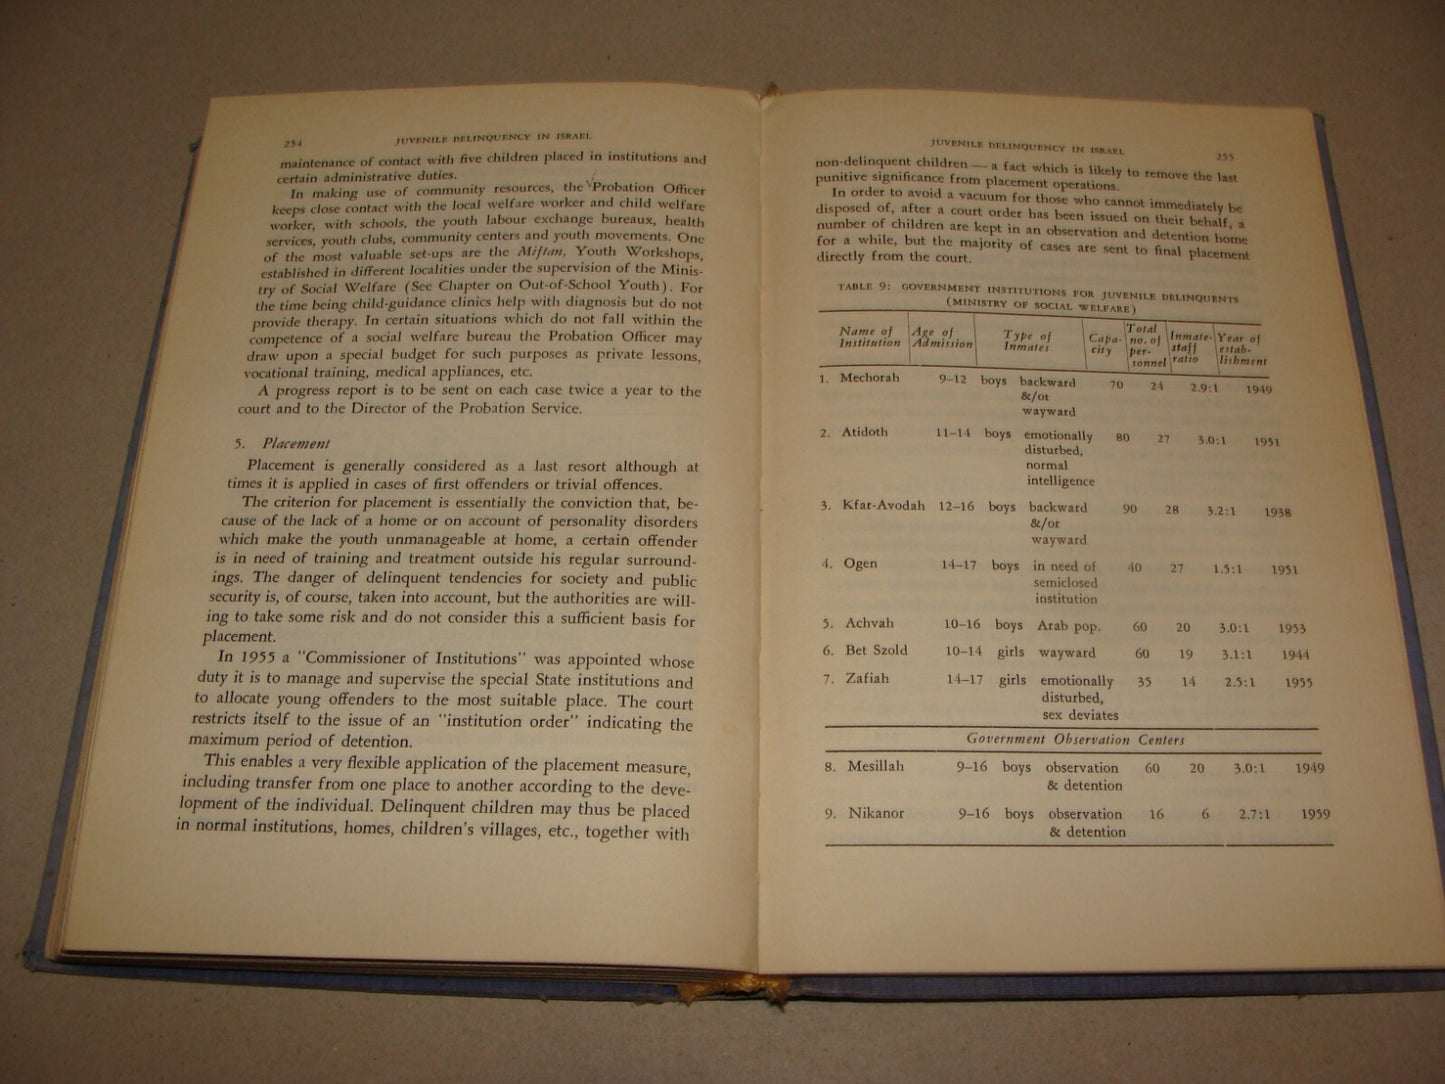 254
JUVENILE DELINQUENCY IN ISRAEL
maintenance of contact with five children placed in institutions and
certain administrative duties.
In making use of community resources, the Probation Officer
keeps close contact with the local welfare worker and child welfare
worker, with schools, the youth labour exchange bureaux, health
services, youth clubs, community centers and youth movements. One
of the most valuable set-ups are the Miftan, Youth Workshops,
established in different localities under the supervision of the Minis-
try of Social Welfare (See Chapter on Out-of-School Youth). For
the time being child-guidance clinics help with diagnosis but do not
provide therapy. In certain situations which do not fall within the
competence of a social welfare bureau the Probation Officer may
draw upon a special budget for such purposes as private lessons,
vocational training, medical appliances, etc.
A progress report is to be sent on each case twice a year to the
court and to the Director of the Probation Service.
5. Placement
Placement is generally considered as a last resort although at
times it is applied in cases of first offenders or trivial offences.
The criterion for placement is essentially the conviction that, be-
cause of the lack of a home or on account of personality disorders
which make the youth unmanageable at home, a certain offender
is in need of training and treatment outside his regular surround-
ings. The danger of delinquent tendencies for society and public
security is, of course, taken into account, but the authorities are will-
ing to take some risk and do not consider this a sufficient basis for
placement.
In 1955 a "Commissioner of Institutions" was appointed whose
duty it is to manage and supervise the special State institutions and
to allocate young offenders to the most suitable place. The court
restricts itself to the issue of an "institution order" indicating the
maximum period of detention.
This enables a very flexible application of the placement measure,
including transfer from one place to another according to the deve-
lopment of the individual. Delinquent children may thus be placed
in normal institutions, homes, children's villages, etc., together with
JUVENILE DELINQUENCY IN ISRAEL
255
non-delinquent children — a fact which is likely to remove the last
punitive significance from placement operations.
In order to avoid a vacuum for those who cannot immediately be
disposed of, after a court order has been issued on their behalf, a
number of children are kept in an observation and detention home
for a while, but the majority of cases are sent to final placement
directly from the court.
TABLE 9: GOVERNMENT INSTITUTIONS FOR JUVENILE DELINQUENTS
(MINISTRY OF SOCIAL WELFARE)
Name of Institution Age of Admission Type of Inmates Capa-city Total no. of per-sonnel Inmate-staff ratio Year of estab-lishment
1. Mechorah 9–12 boys backward 70 24 2.9:1 1949
&/or
wayward
2. Atidoth 11–14 boys emotionally 80 27 3.0:1 1951
disturbed,
normal
intelligence
3. Kfar-Avodah 12–16 boys backward 90 28 3.2:1 1938
&/or
wayward
4. Ogen 14–17 boys in need of 40 27 1.5:1 1951
semiclosed
institution
5. Achvah 10–16 boys Arab pop. 60 20 3.0:1 1953
6. Bet Szold 10–14 girls wayward 60 19 3.1:1 1944
7. Zafiah 14–17 girls emotionally 35 14 2.5:1 1955
disturbed,
sex deviates
Government Observation Centers
8. Mesillah 9–16 boys observation 60 20 3.0:1 1949
& detention
9. Nikanor 9–16 boys observation 16 6 2.7:1 1959
& detention